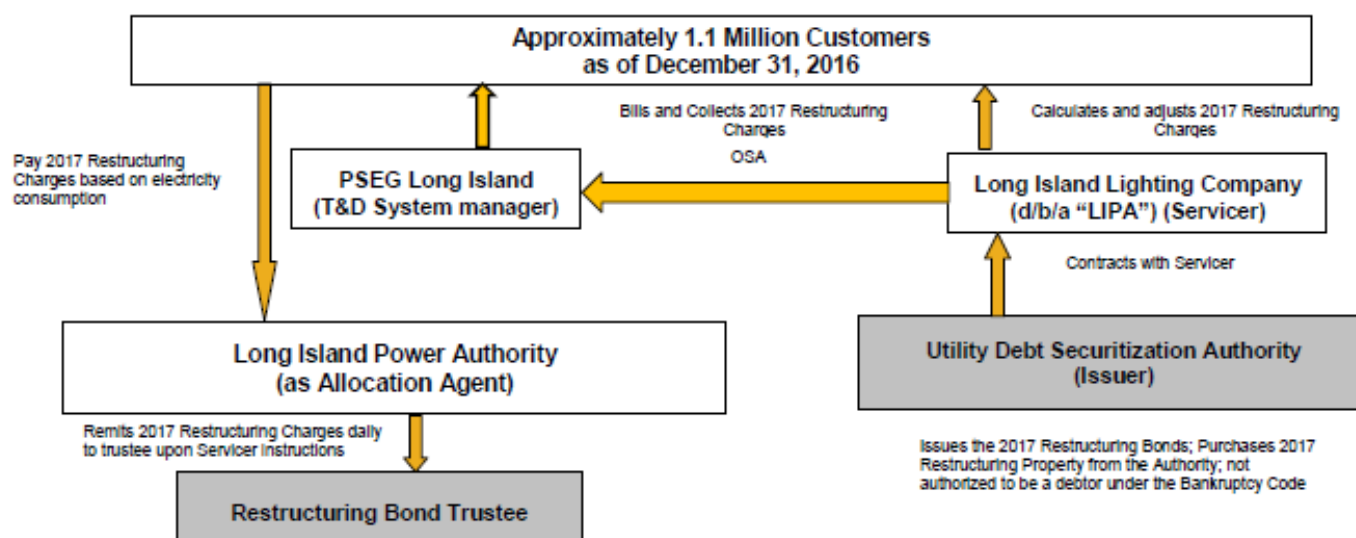 Approximately 1.1 Million Customers
as of December 31, 2016
Bills and Collects 2017 Restructuring
Charges
OSA
Calculates and adjusts 2017 Restructuring
Charges
Pay 2017 Restructuring
Charges based on electricity
consumption
PSEG Long Island
(T&D System manager)
Long Island Lighting Company
(d/b/a “LIPA”) (Servicer)
Contracts with Servicer
Long Island Power Authority
(as Allocation Agent)
Utility Debt Securitization Authority
(Issuer)
Remits 2017 Restructuring Charges daily
to trustee upon Servicer Instructions
Issues the 2017 Restructuring Bonds; Purchases 2017
Restructuring Property from the Authority; not
authorized to be a debtor under the Bankruptcy Code
Restructuring Bond Trustee